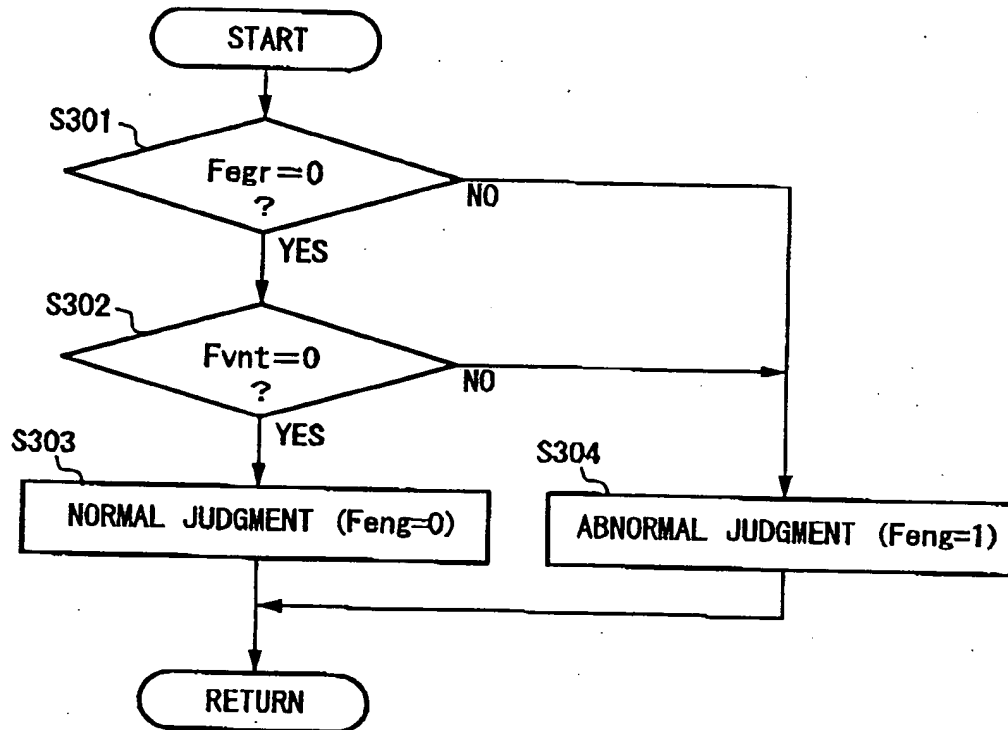 START
S301
Fegr=0
?
NO
YES
S302
Fvnt=0
?
NO
YES
S303
NORMAL JUDGMENT (Feng=0)
S304
ABNORMAL JUDGMENT (Feng=1)
RETURN